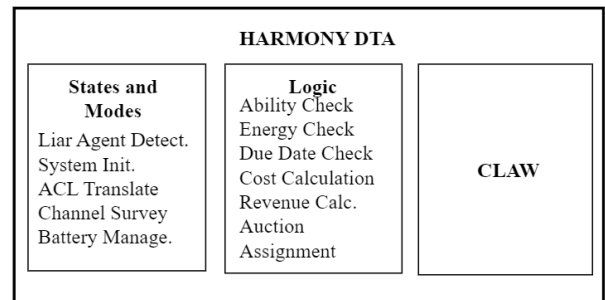 HARMONY DTA
States and
Modes
Liar Agent Detect.
System Init.
ACL Translate
Channel Survey
Battery Manage.
Logic
Ability Check
Energy Check
Due Date Check
Cost Calculation
Revenue Calc.
Auction
Assignment
CLAW